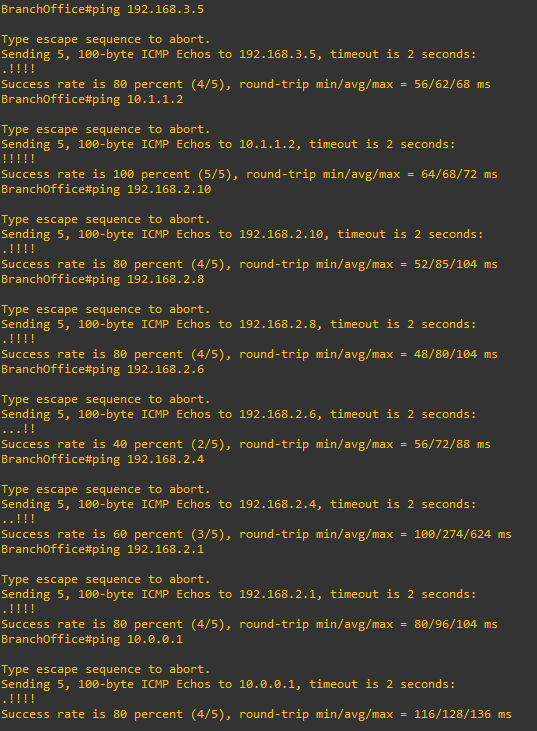 BranchOffice#ping 192.168.3.5

Type escape sequence to abort.
Sending 5, 100-byte ICMP Echos to 192.168.3.5, timeout is 2 seconds:
.!!!!
Success rate is 80 percent (4/5), round-trip min/avg/max = 56/62/68 ms
BranchOffice#ping 10.1.1.2

Type escape sequence to abort.
Sending 5, 100-byte ICMP Echos to 10.1.1.2, timeout is 2 seconds:
!!!!!
Success rate is 100 percent (5/5), round-trip min/avg/max = 64/68/72 ms
BranchOffice#ping 192.168.2.10

Type escape sequence to abort.
Sending 5, 100-byte ICMP Echos to 192.168.2.10, timeout is 2 seconds:
.!!!!
Success rate is 80 percent (4/5), round-trip min/avg/max = 52/85/104 ms
BranchOffice#ping 192.168.2.8

Type escape sequence to abort.
Sending 5, 100-byte ICMP Echos to 192.168.2.8, timeout is 2 seconds:
.!!!!
Success rate is 80 percent (4/5), round-trip min/avg/max = 48/80/104 ms
BranchOffice#ping 192.168.2.6

Type escape sequence to abort.
Sending 5, 100-byte ICMP Echos to 192.168.2.6, timeout is 2 seconds:
...!!
Success rate is 40 percent (2/5), round-trip min/avg/max = 56/72/88 ms
BranchOffice#ping 192.168.2.4

Type escape sequence to abort.
Sending 5, 100-byte ICMP Echos to 192.168.2.4, timeout is 2 seconds:
..!!!
Success rate is 60 percent (3/5), round-trip min/avg/max = 100/274/624 ms
BranchOffice#ping 192.168.2.1

Type escape sequence to abort.
Sending 5, 100-byte ICMP Echos to 192.168.2.1, timeout is 2 seconds:
.!!!!
Success rate is 80 percent (4/5), round-trip min/avg/max = 80/96/104 ms
BranchOffice#ping 10.0.0.1

Type escape sequence to abort.
Sending 5, 100-byte ICMP Echos to 10.0.0.1, timeout is 2 seconds:
.!!!!
Success rate is 80 percent (4/5), round-trip min/avg/max = 116/128/136 ms